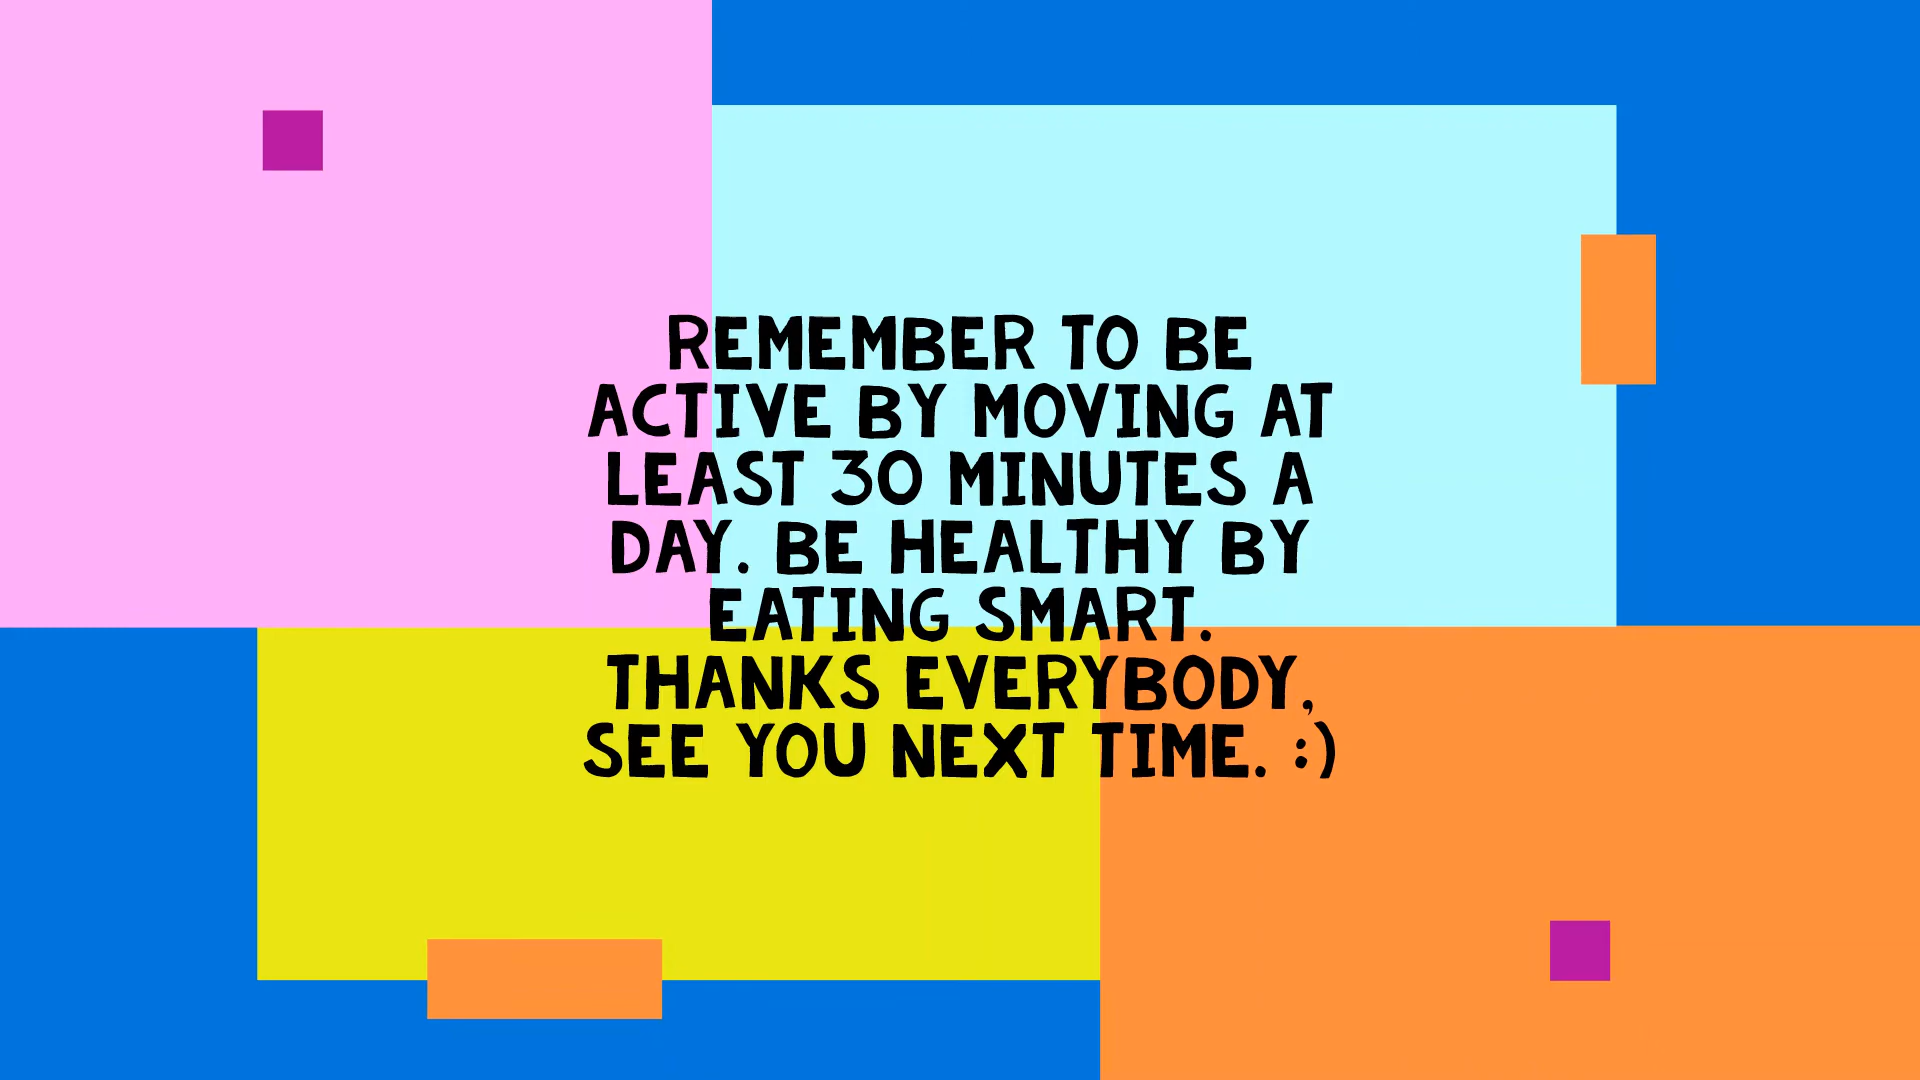 REMEMBER TO BE
ACTIVE BY MOVING AT
LEAST 30 MINUTES A
DAY. BE HEALTHY BY
EATING SMART.
THANKS EVERYBODY,
SEE YOU NEXT TIME. :)